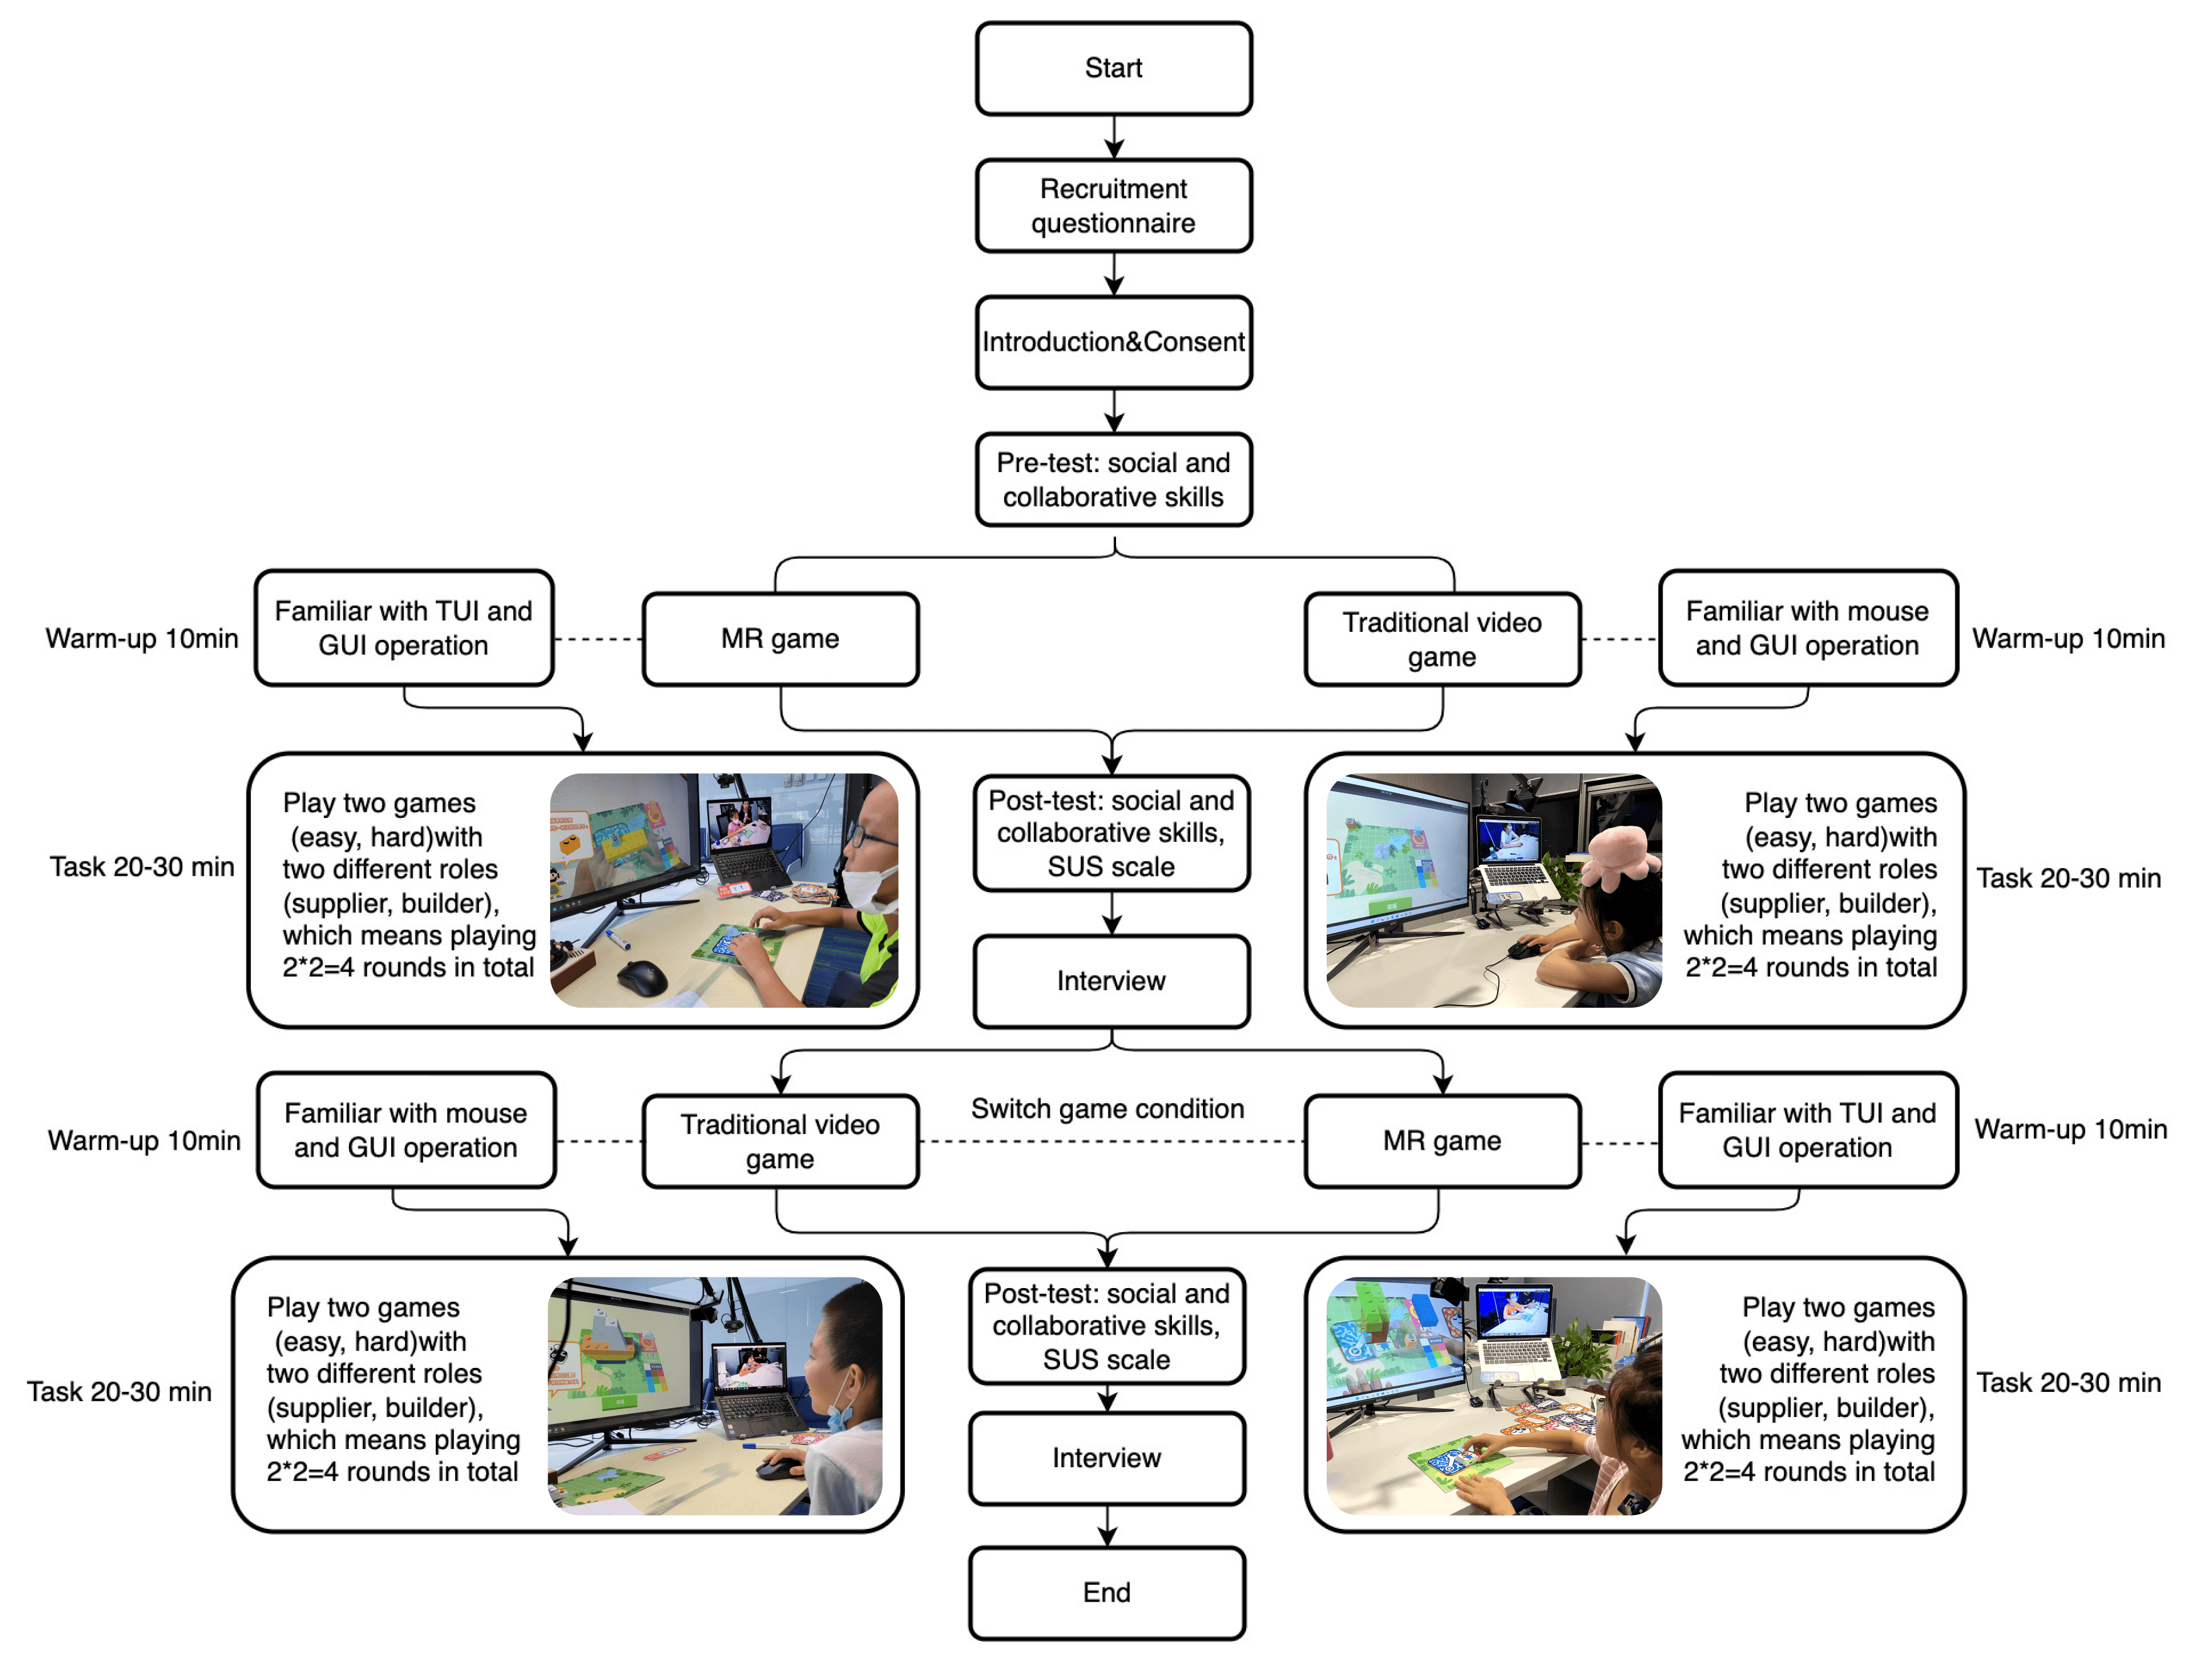 Start
Recruitment
questionnaire
Introduction&Consent
Pre-test: social and
collaborative skills
Warm-up 10min
Familiar with TUI and
GUI operation
MR game
Traditional video
game
Familiar with mouse
and GUI operation
Warm-up 10min
Task 20-30 min
Play two games
(easy, hard)with
two different roles
(supplier, builder),
which means playing
2*2=4 rounds in total
Post-test: social and
collaborative skills,
SUS scale
Interview
Play two games
(easy, hard)with
two different roles
(supplier, builder),
which means playing
2*2=4 rounds in total
Task 20-30 min
Warm-up 10min
Familiar with mouse
and GUI operation
Traditional video
game
Switch game condition
MR game
Familiar with TUI and
GUI operation
Warm-up 10min
Task 20-30 min
Play two games
(easy, hard)with
two different roles
(supplier, builder),
which means playing
2*2=4 rounds in total
Post-test: social and
collaborative skills,
SUS scale
Interview
End
Play two games
(easy, hard)with
two different roles
(supplier, builder),
which means playing
2*2=4 rounds in total
Task 20-30 min